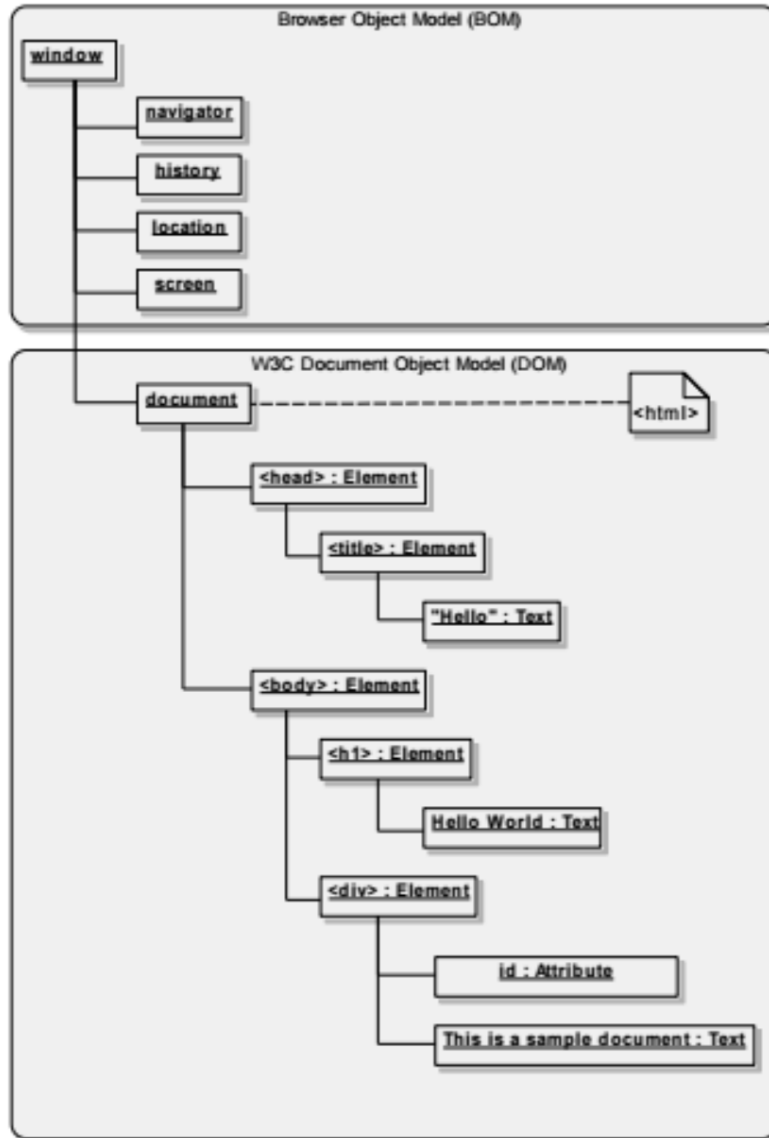 Browser Object Model (BOM)
window
navigator
history
location
screen
W3C Document Object Model (DOM)
document
<html>
<head> : Element
<title> : Element
"Hello" : Text
<body> : Element
<h1> : Element
Hello World : Text
<div> : Element
id : Attribute
This is a sample document : Text